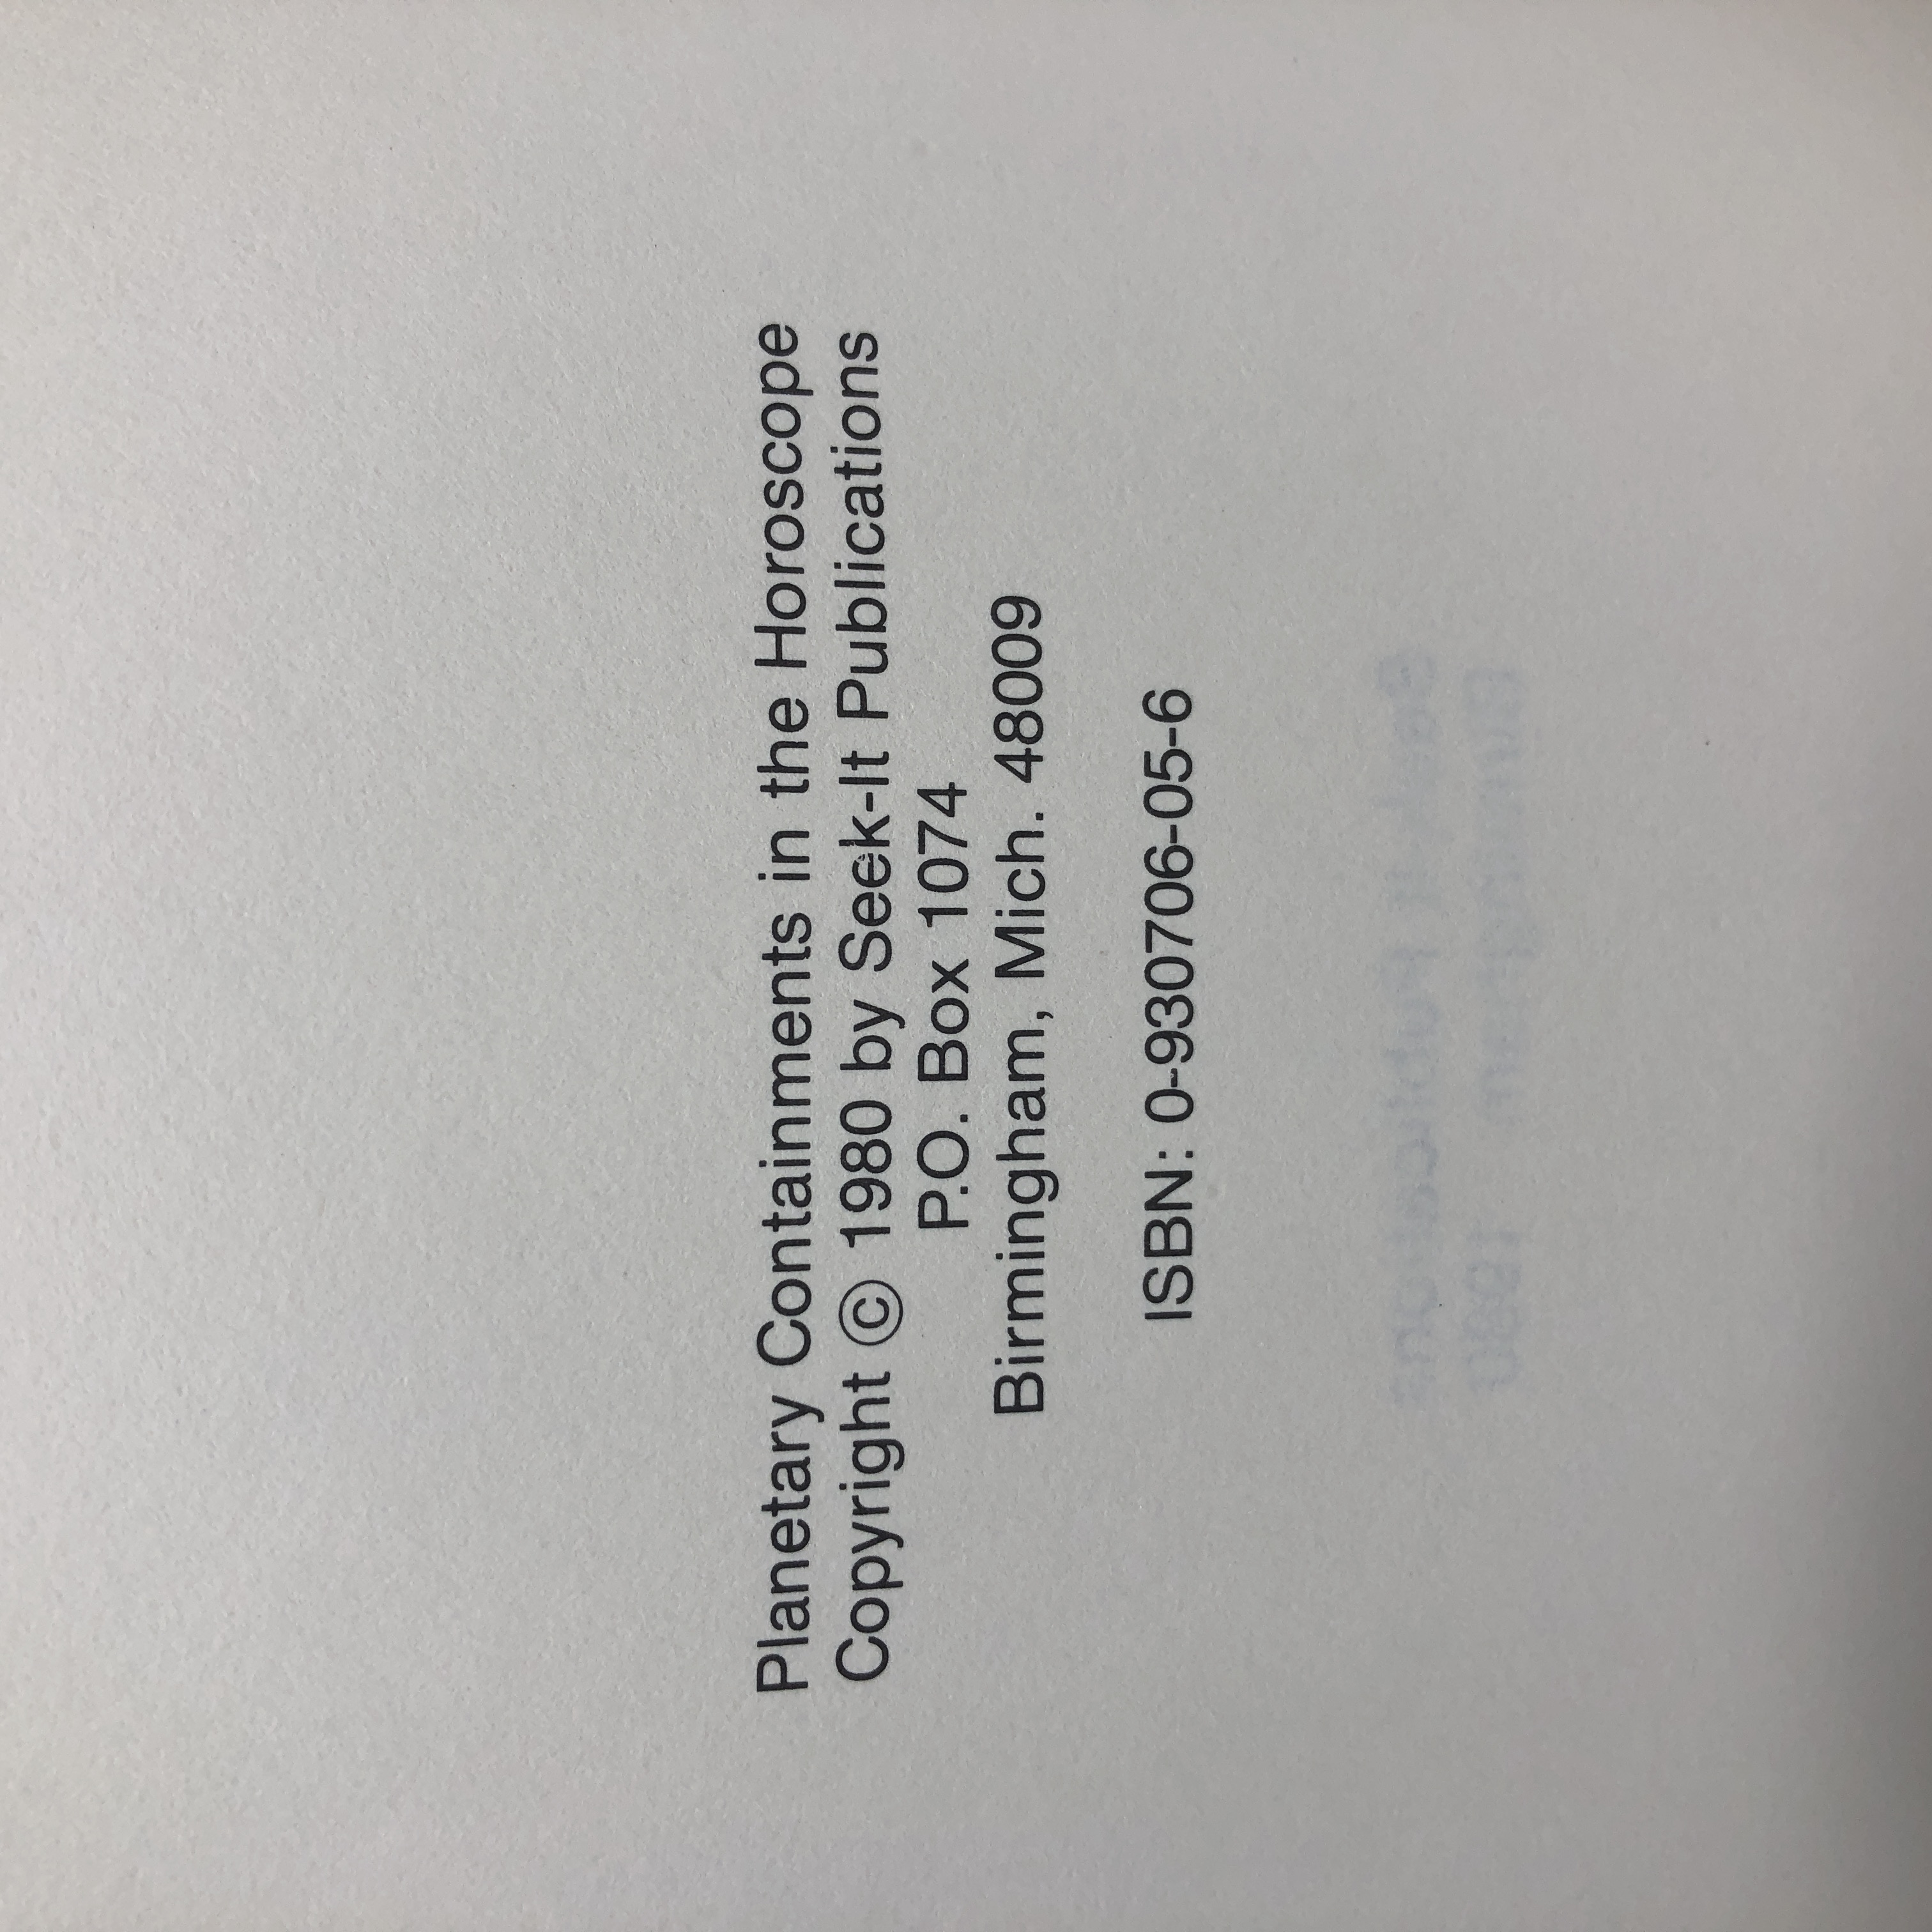 Planetary Containments in the Horoscope
Copyright © 1980 by Seek-It Publications
P.O. Box 1074
Birmingham, Mich. 48009
ISBN: 0-930706-05-6